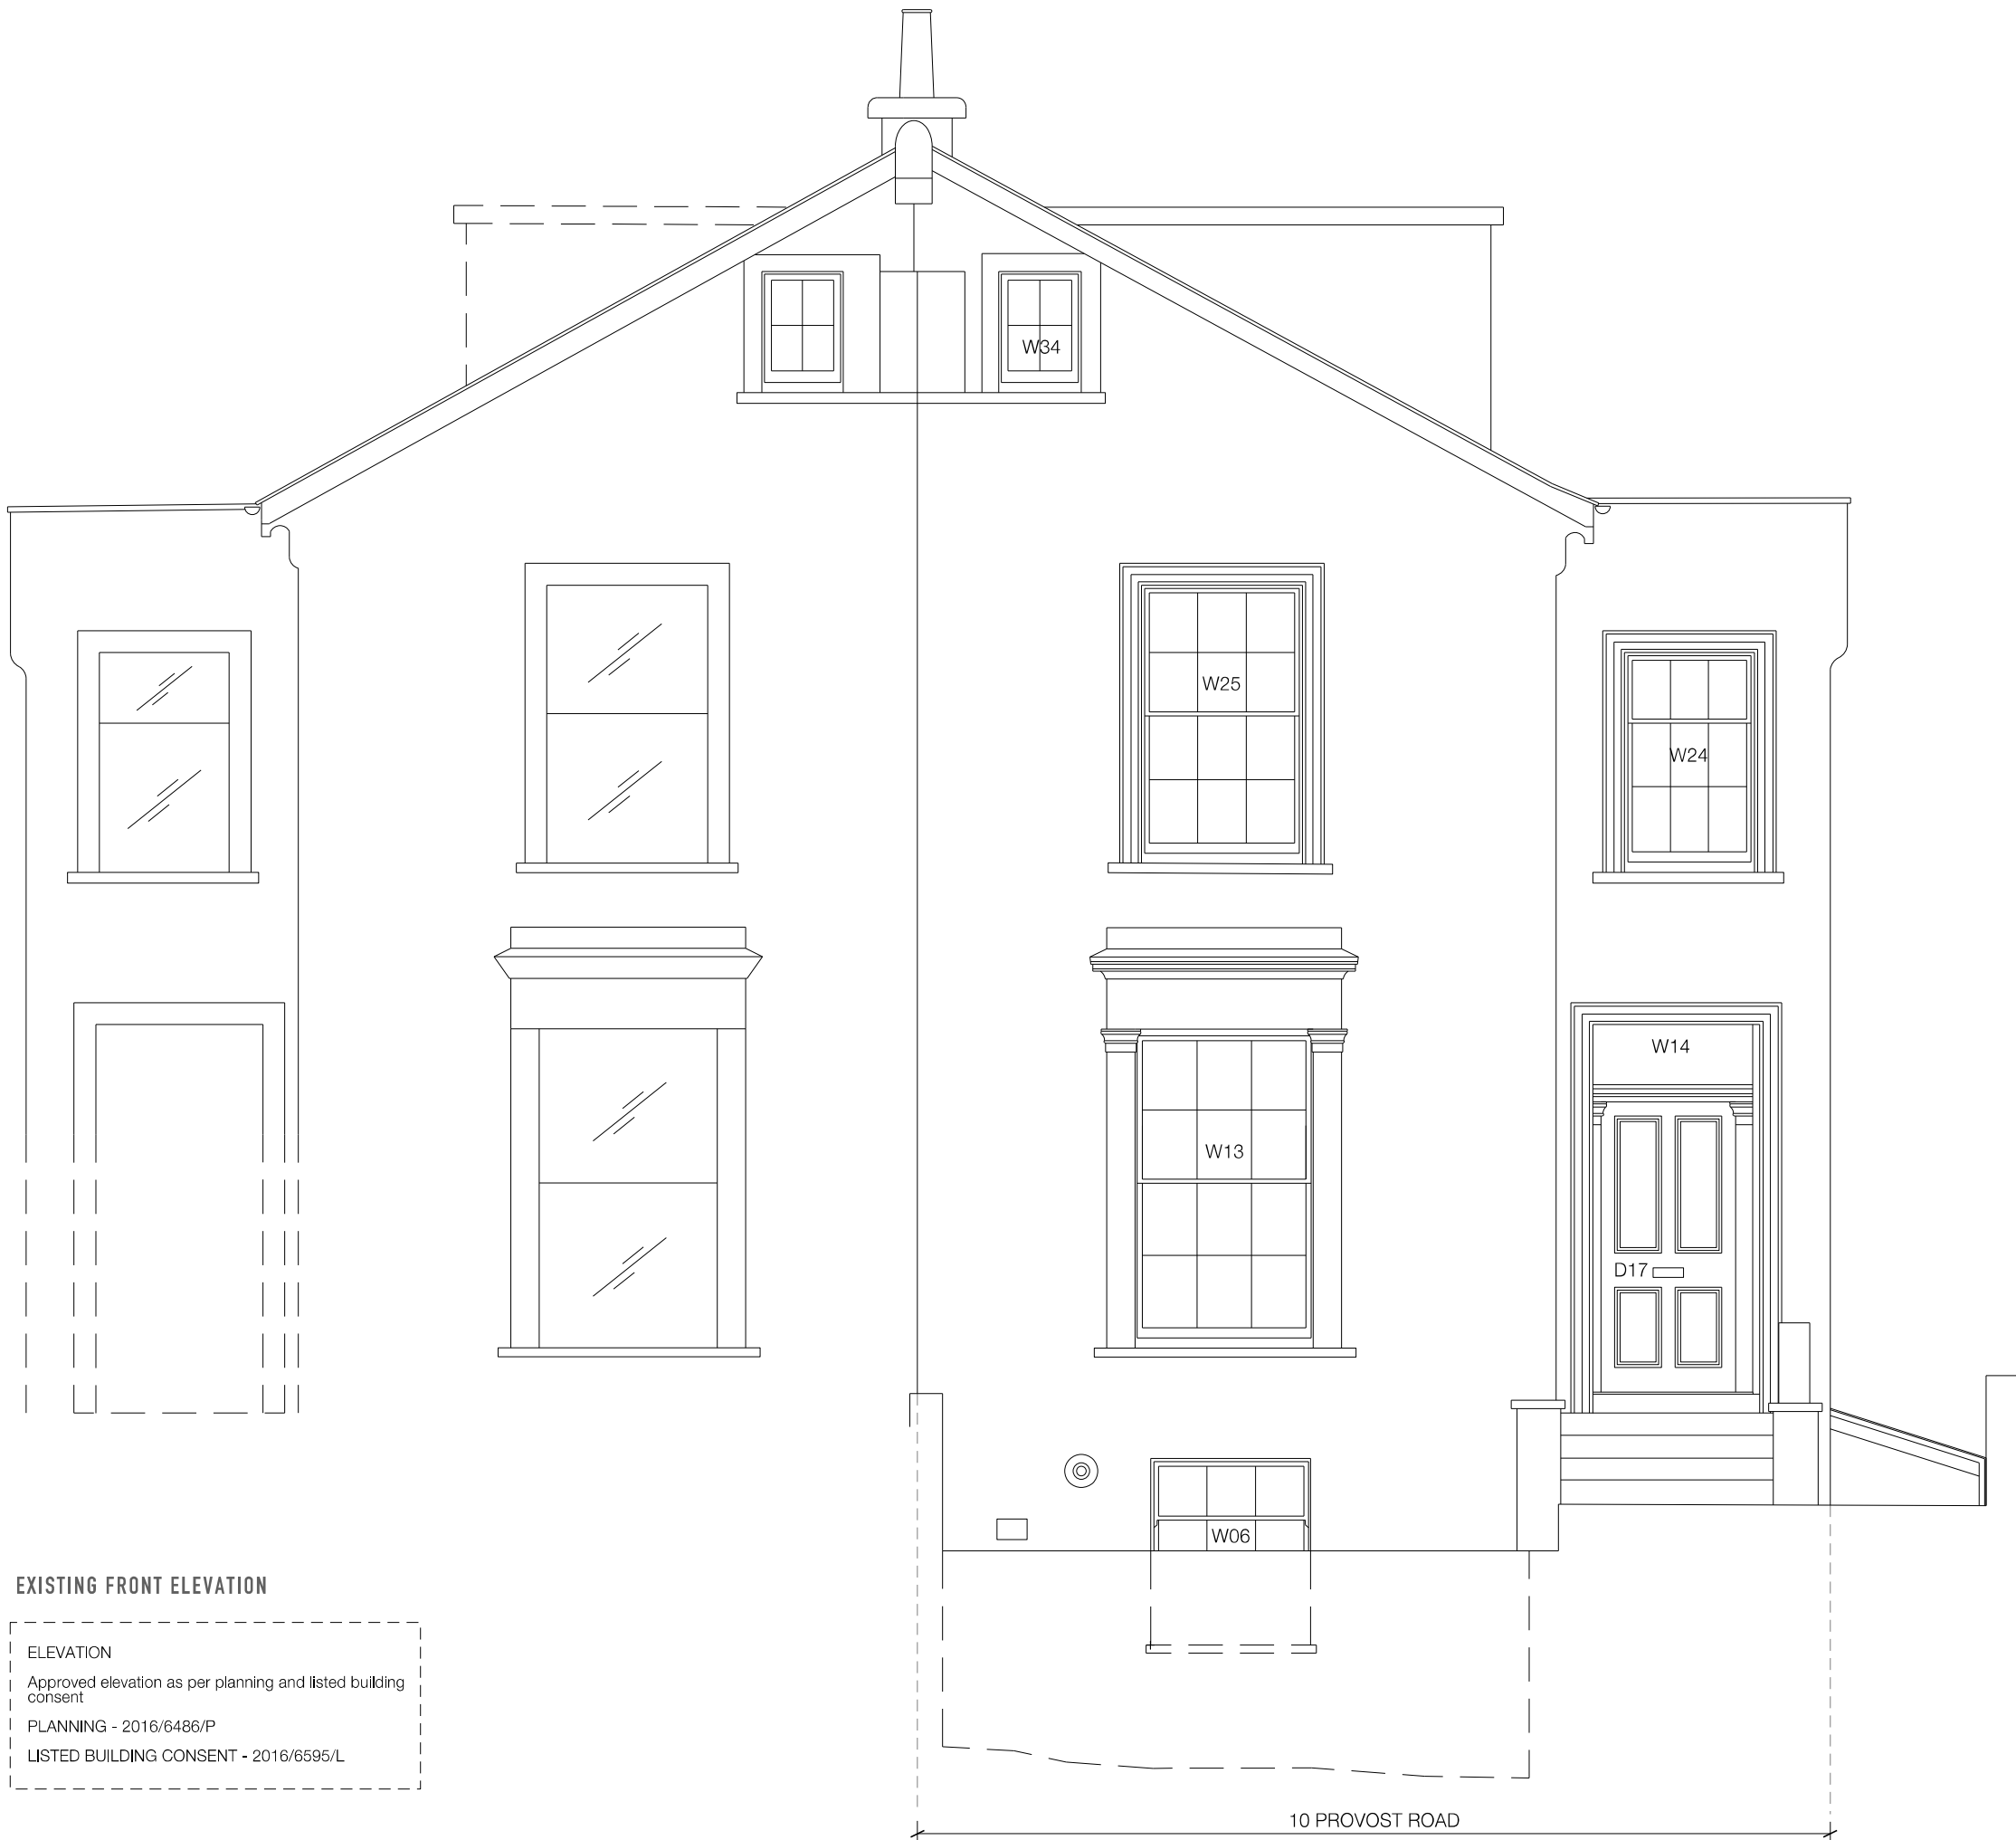 W34
W25
W24
W14
W13
D17
W06
EXISTING FRONT ELEVATION
ELEVATION
Approved elevation as per planning and listed building
consent
PLANNING - 2016/6486/P
LISTED BUILDING CONSENT - 2016/6595/L
10 PROVOST ROAD